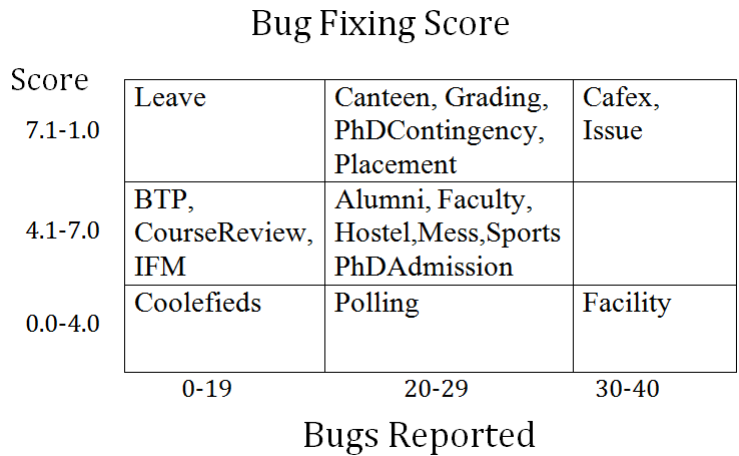 Bug Fixing Score
Score
7.1-1.0
Leave
Canteen, Grading,
PhDContingency,
Placement
Cafex,
Issue
4.1-7.0
BTP,
CourseReview,
IFM
Alumni, Faculty,
Hostel,Mess,Sports
PhDAdmission
0.0-4.0
Coolefieds
Polling
Facility
0-19
20-29
30-40
Bugs Reported